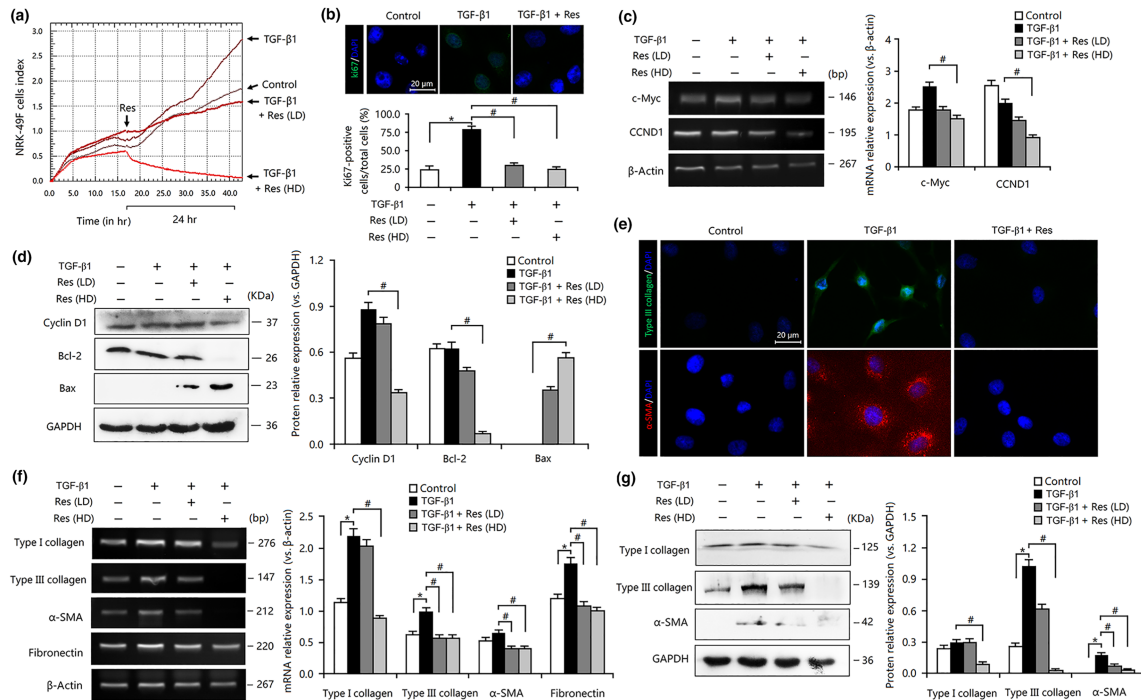 (a)
NRK-49F cells index
3.0
2.5
2.0
1.5
1.0
0.5
0.0
0.0 5.0 10.0 15.0 20.0 25.0 30.0 35.0 40.0
Res
TGF-β1
Control
TGF-β1
+ Res (LD)
TGF-β1
+ Res (HD)
Time (in hr) 24 hr
(b)
Control TGF-β1 TGF-β1 + Res
ki67/DAPI
20 μm
Ki67-positive
cells/total cells (%)
100
75.00
50.00
25.00
0
* # #
TGF-β1 – + + +
Res (LD) – – + –
Res (HD) – – – +
(c)
TGF-β1 – + + +
Res (LD) – – + –
Res (HD) – – – + (bp)
c-Myc – 146
CCND1 – 195
β-Actin – 267
mRNA relative expression (vs. β-actin)
5.0
4.0
3.0
2.0
1.0
0.0
Control
TGF-β1
TGF-β1 + Res (LD)
TGF-β1 + Res (HD)
# #
c-Myc CCND1
(d)
TGF-β1 – + + +
Res (LD) – – + –
Res (HD) – – – + (KDa)
Cyclin D1 – 37
Bcl-2 – 26
Bax – 23
GAPDH – 36
Proten relative expression (vs. GAPDH)
1.2
0.9
0.6
0.3
0.0
Control
TGF-β1
TGF-β1 + Res (LD)
TGF-β1 + Res (HD)
# # #
Cyclin D1 Bcl-2 Bax
(e)
Control TGF-β1 TGF-β1 + Res
Type III collagen/DAPI
20 μm
α-SMA/DAPI
(f)
TGF-β1 – + + +
Res (LD) – – + –
Res (HD) – – – + (bp)
Type I collagen – 276
Type III collagen – 147
α-SMA – 212
Fibronectin – 220
β-Actin – 267
mRNA relative expression (vs. β-actin)
2.5
2.0
1.5
1.0
0.5
0.0
Control
TGF-β1
TGF-β1 + Res (LD)
TGF-β1 + Res (HD)
* # * # # # # * # #
Type I collagen Type III collagen α-SMA Fibronectin
(g)
TGF-β1 – + + +
Res (LD) – – + –
Res (HD) – – – + (KDa)
Type I collagen – 125
Type III collagen – 139
α-SMA – 42
GAPDH – 36
Proten relative expression (vs. GAPDH)
1.5
1.2
0.9
0.6
0.3
0.0
Control
TGF-β1
TGF-β1 + Res (LD)
TGF-β1 + Res (HD)
# * # * # #
Type I collagen Type III collagen α-SMA